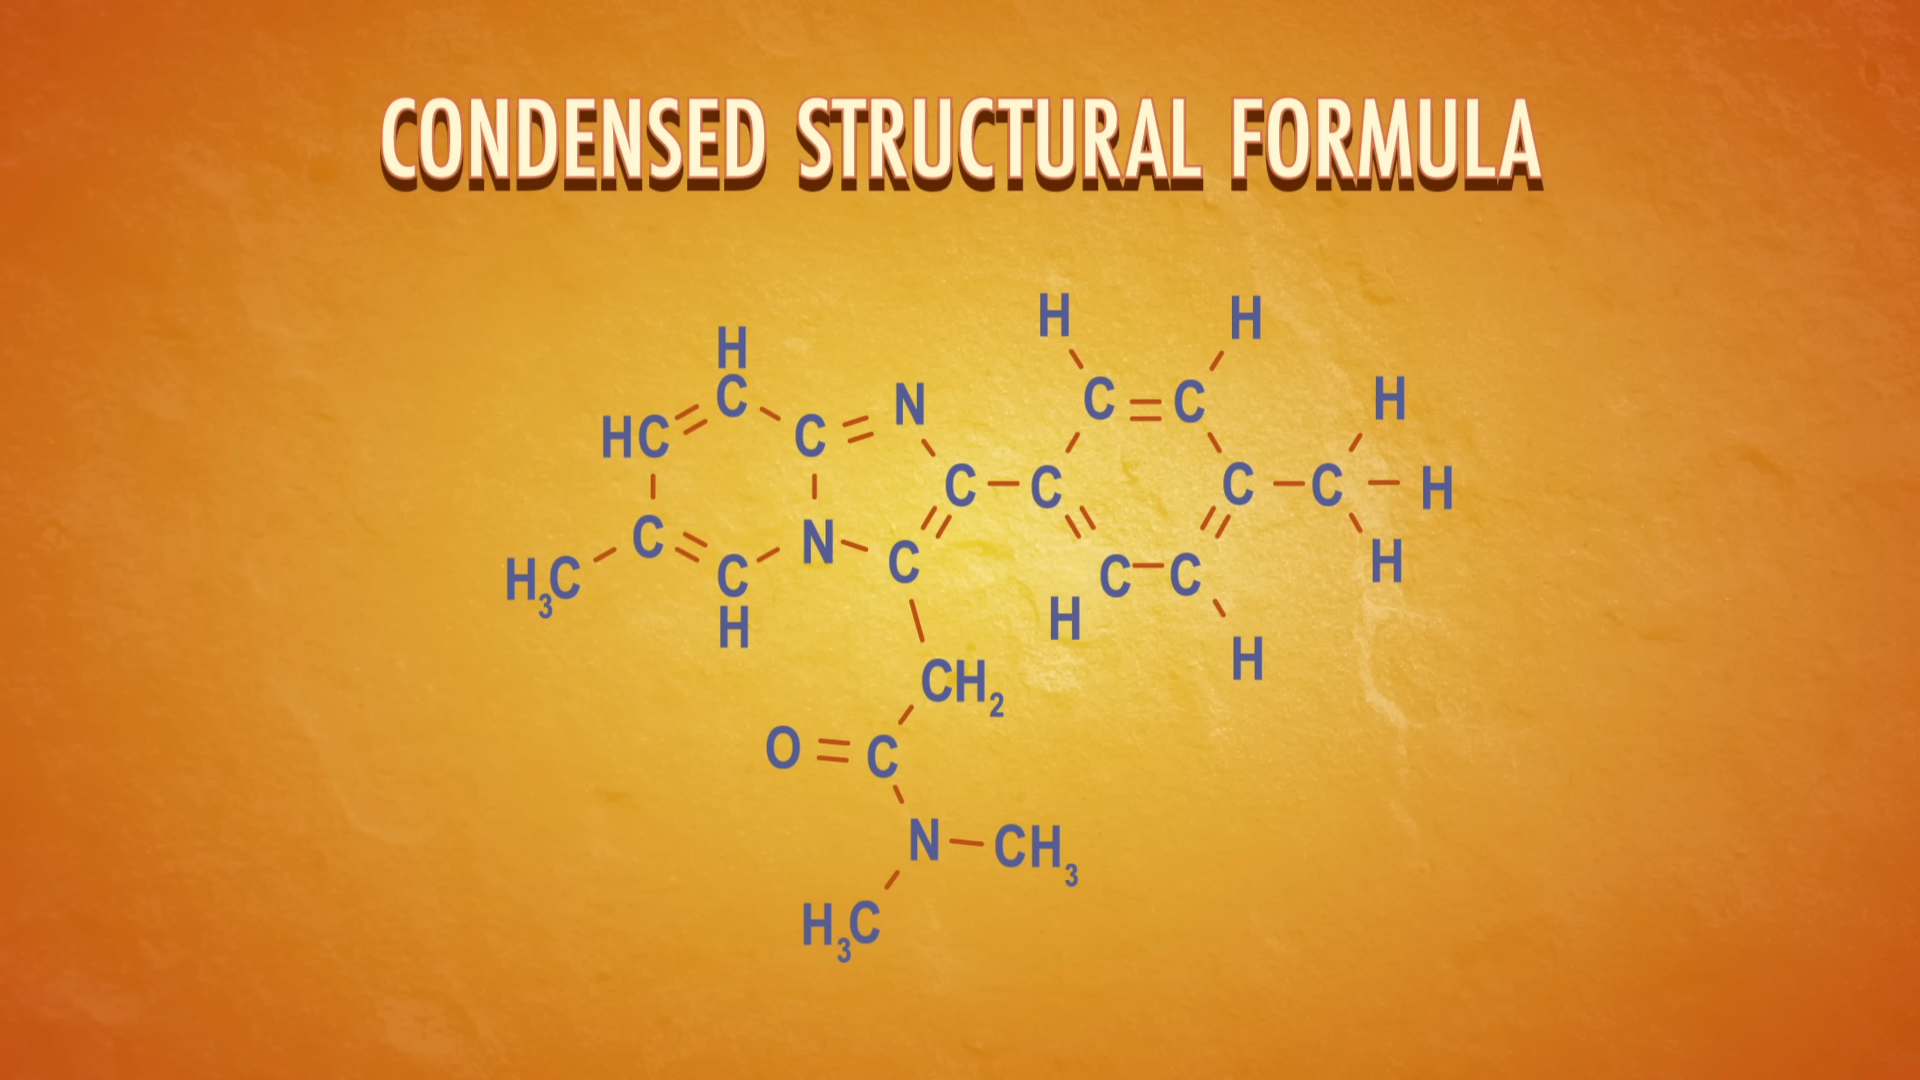 CONDENSED STRUCTURAL FORMULA
H H
H H
C C = C
HC C = N
C C - C C - C - H
C N - C
H₃C C C - C H
H H
H
CH₂
O = C
N - CH₃
H₃C